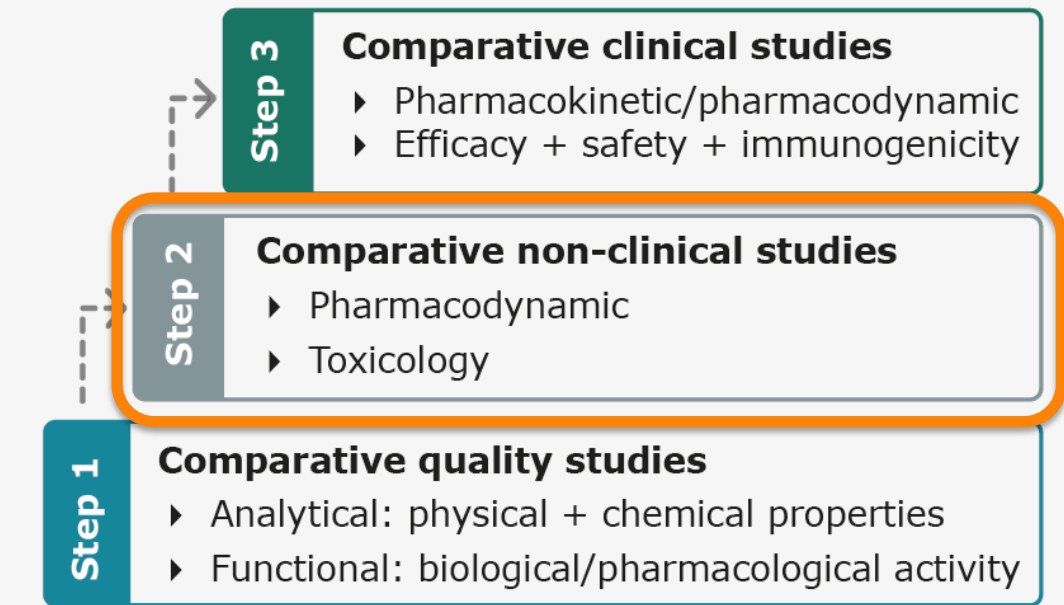 Step 3
Comparative clinical studies
Pharmacokinetic/pharmacodynamic
Efficacy + safety + immunogenicity
Step 2
Comparative non-clinical studies
Pharmacodynamic
Toxicology
Step 1
Comparative quality studies
Analytical: physical + chemical properties
Functional: biological/pharmacological activity